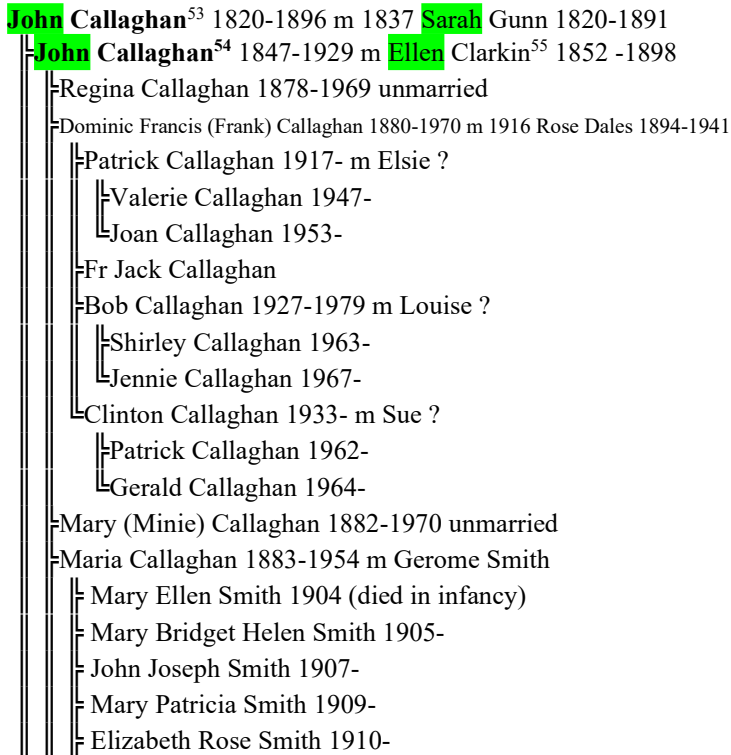 John Callaghan53 1820-1896 m 1837 Sarah Gunn 1820-1891
John Callaghan54 1847-1929 m Ellen Clarkin55 1852 -1898
Regina Callaghan 1878-1969 unmarried
Dominic Francis (Frank) Callaghan 1880-1970 m 1916 Rose Dales 1894-1941
Patrick Callaghan 1917- m Elsie ?
Valerie Callaghan 1947-
Joan Callaghan 1953-
Fr Jack Callaghan
Bob Callaghan 1927-1979 m Louise ?
Shirley Callaghan 1963-
Jennie Callaghan 1967-
Clinton Callaghan 1933- m Sue ?
Patrick Callaghan 1962-
Gerald Callaghan 1964-
Mary (Minie) Callaghan 1882-1970 unmarried
Maria Callaghan 1883-1954 m Gerome Smith
Mary Ellen Smith 1904 (died in infancy)
Mary Bridget Helen Smith 1905-
John Joseph Smith 1907-
Mary Patricia Smith 1909-
Elizabeth Rose Smith 1910-